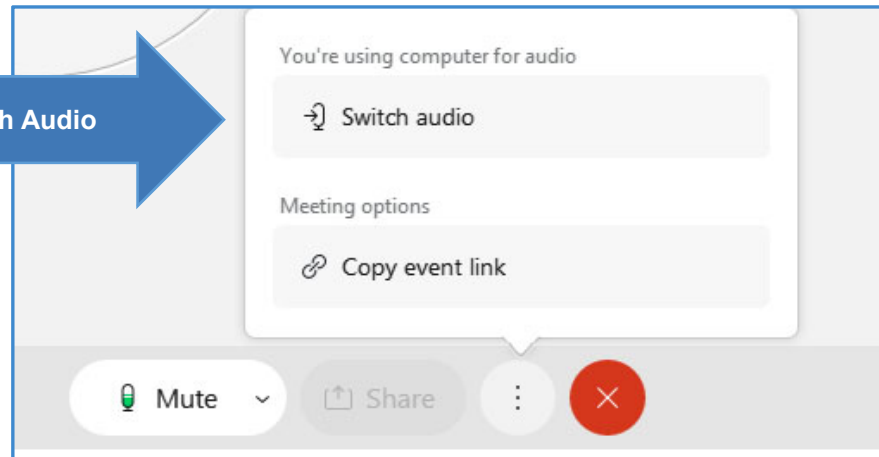 You're using computer for audio
h Audio
Switch audio
Meeting options
Copy event link
Mute
Share